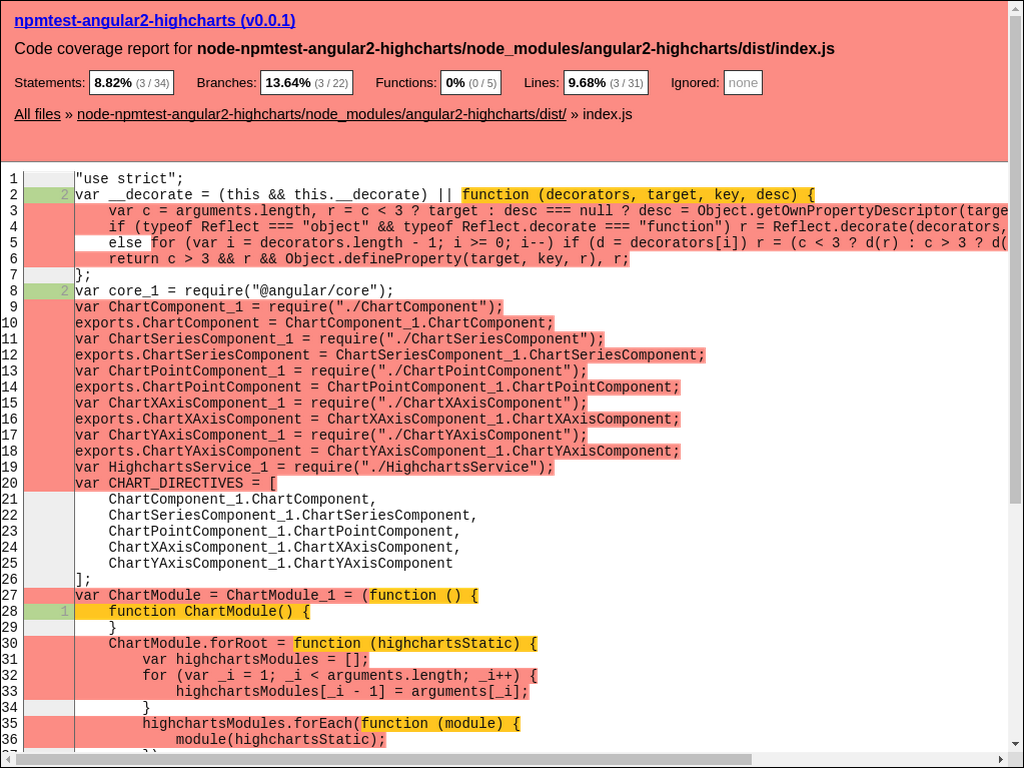 npmtest-angular2-highcharts (v0.0.1)
Code coverage report for node-npmtest-angular2-highcharts/node_modules/angular2-highcharts/dist/index.js
Statements: 8.82% (3 / 34) Branches: 13.64% (3 / 22) Functions: 0% (0 / 5) Lines: 9.68% (3 / 31) Ignored: none
All files » node-npmtest-angular2-highcharts/node_modules/angular2-highcharts/dist/ » index.js
1 "use strict";
2 2 var __decorate = (this && this.__decorate) || function (decorators, target, key, desc) {
3 var c = arguments.length, r = c < 3 ? target : desc === null ? desc = Object.getOwnPropertyDescriptor(targe
4 if (typeof Reflect === "object" && typeof Reflect.decorate === "function") r = Reflect.decorate(decorators,
5 else for (var i = decorators.length - 1; i >= 0; i--) if (d = decorators[i]) r = (c < 3 ? d(r) : c > 3 ? d(
6 return c > 3 && r && Object.defineProperty(target, key, r), r;
7 };
8 2 var core_1 = require("@angular/core");
9 var ChartComponent_1 = require("./ChartComponent");
10 exports.ChartComponent = ChartComponent_1.ChartComponent;
11 var ChartSeriesComponent_1 = require("./ChartSeriesComponent");
12 exports.ChartSeriesComponent = ChartSeriesComponent_1.ChartSeriesComponent;
13 var ChartPointComponent_1 = require("./ChartPointComponent");
14 exports.ChartPointComponent = ChartPointComponent_1.ChartPointComponent;
15 var ChartXAxisComponent_1 = require("./ChartXAxisComponent");
16 exports.ChartXAxisComponent = ChartXAxisComponent_1.ChartXAxisComponent;
17 var ChartYAxisComponent_1 = require("./ChartYAxisComponent");
18 exports.ChartYAxisComponent = ChartYAxisComponent_1.ChartYAxisComponent;
19 var HighchartsService_1 = require("./HighchartsService");
20 var CHART_DIRECTIVES = [
21 ChartComponent_1.ChartComponent,
22 ChartSeriesComponent_1.ChartSeriesComponent,
23 ChartPointComponent_1.ChartPointComponent,
24 ChartXAxisComponent_1.ChartXAxisComponent,
25 ChartYAxisComponent_1.ChartYAxisComponent
26 ];
27 var ChartModule = ChartModule_1 = (function () {
28 1 function ChartModule() {
29 }
30 ChartModule.forRoot = function (highchartsStatic) {
31 var highchartsModules = [];
32 for (var _i = 1; _i < arguments.length; _i++) {
33 highchartsModules[_i - 1] = arguments[_i];
34 }
35 highchartsModules.forEach(function (module) {
36 module(highchartsStatic);